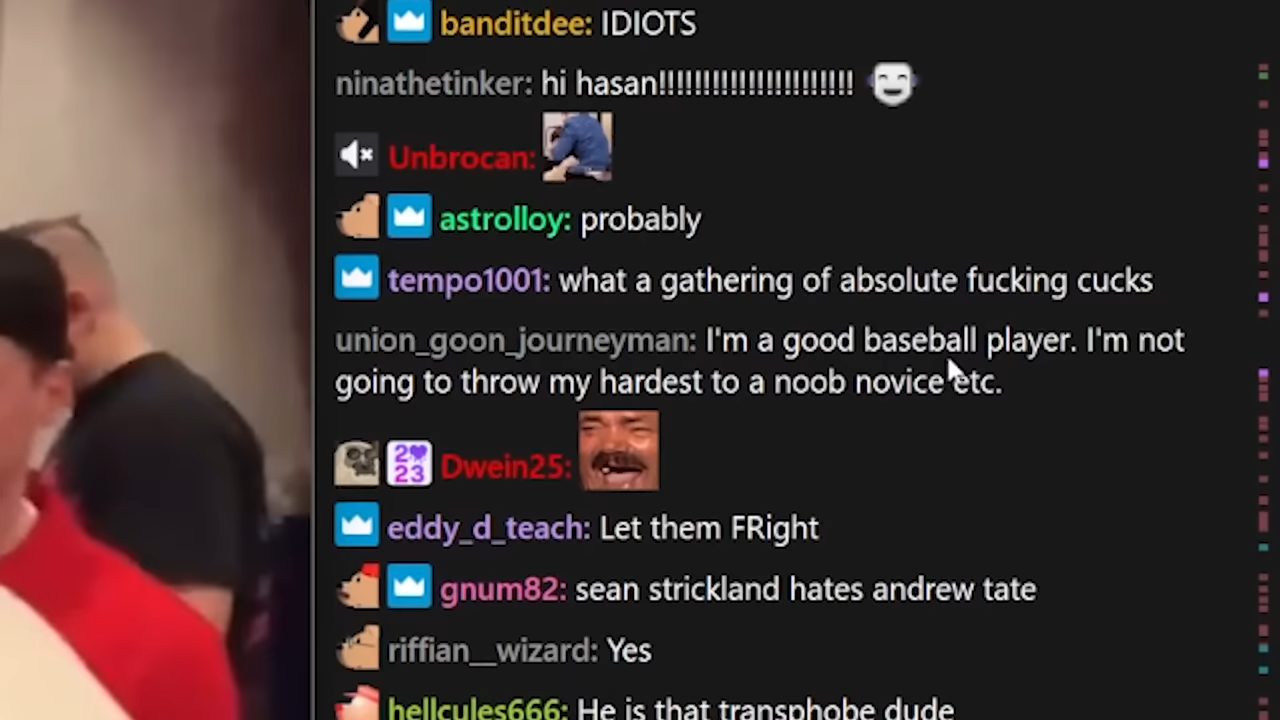 banditdee: IDIOTS
ninathetinker: hi hasan!!!!!!!!!!!!!!!!!!!!!!
Unbrocan:
astrolloy: probably
tempo1001: what a gathering of absolute fucking cucks
union_goon_journeyman: I'm a good baseball player. I'm not
going to throw my hardest to a noob novice etc.
2023 Dwein25:
eddy_d_teach: Let them FRight
gnum82: sean strickland hates andrew tate
riffian__wizard: Yes
hellcules666: He is that transphobe dude